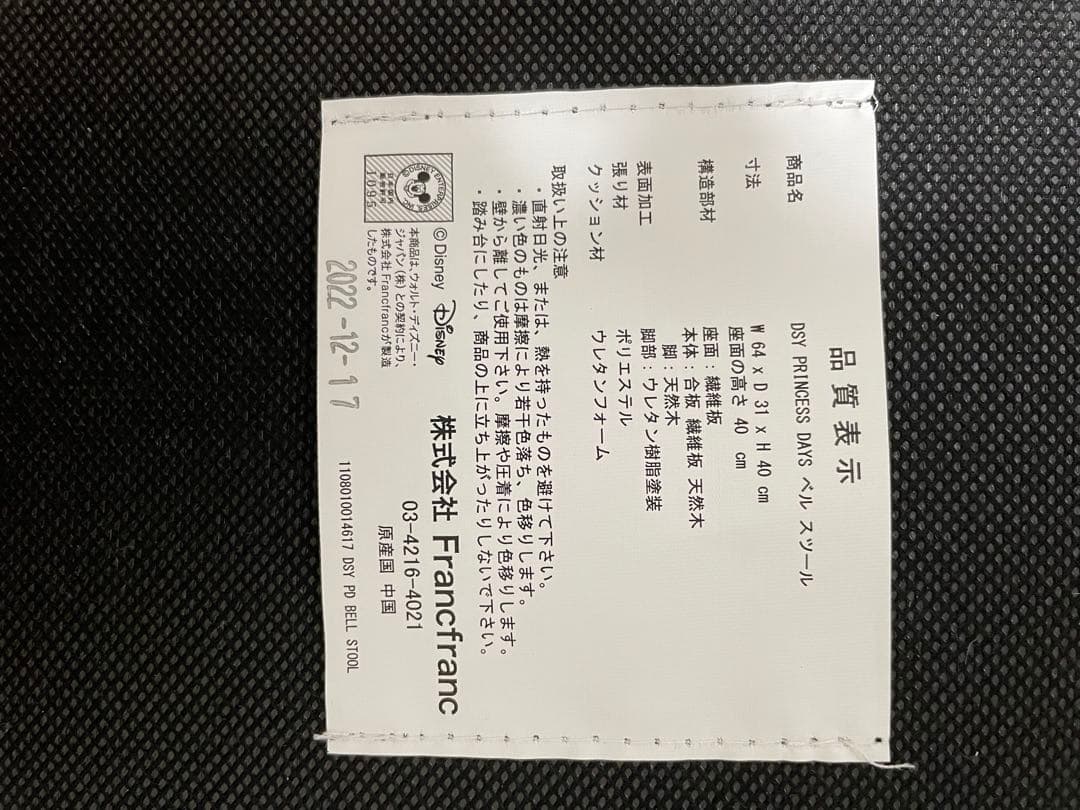 品質表示
商品名 DSY PRINCESS DAYS ベル スツール
寸法 W 64 x D 31 x H 40 cm
座面の高さ 40 cm
構造部材 座面：繊維板
本体：合板 繊維板 天然木
脚：天然木
表面加工 脚部：ウレタン樹脂塗装
張り材 ポリエステル
クッション材 ウレタンフォーム
取扱い上の注意
・直射日光、または、熱を持ったものを避けて下さい。
・濃い色のものは摩擦により若干色落ち、色移りします。
・壁から離してご使用下さい。摩擦や圧着により色移りします。
・踏み台にしたり、商品の上に立ち上がったりしないで下さい。
© Disney Disney
本商品は、ウォルト・ディズニー・
ジャパン（株）との契約により、
株式会社 Francfrancが製造
したものです。
© DISNEY ENTERPRISES, INC.
1095
株式会社 Francfranc
03-4216-4021
原産国 中国
2022-12-17
1108010014617 DSY PD BELL STOOL